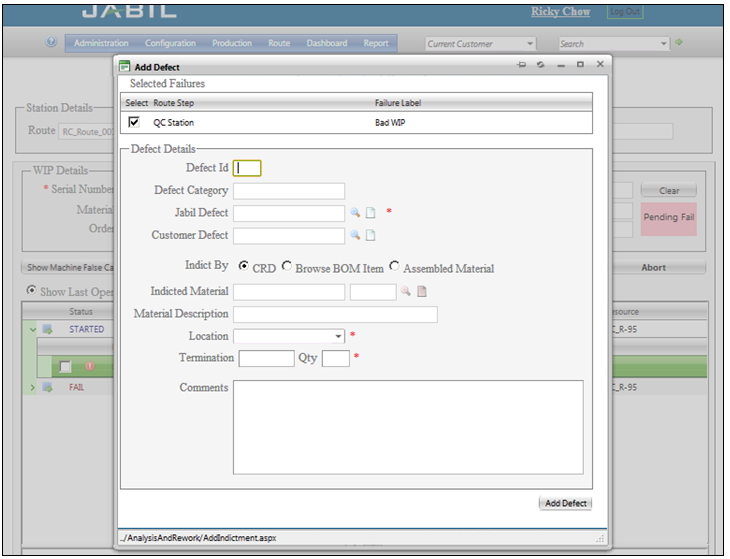 JABIL
Ricky Chow
Log Out
Administration Configuration Production Route Dashboard Report
Current Customer
Search
Add Defect
Selected Failures
Select Route Step Failure Label
QC Station Bad WIP
Station Details
Route RC_Route_00
WIP Details
* Serial Number
Material
Order
Clear
Pending Fail
Show Machine False Ca
Abort
Show Last Oper
Status
STARTED
C_R-95
FAIL
C_R-95
Defect Details
Defect Id
Defect Category
Jabil Defect *
Customer Defect
Indict By CRD Browse BOM Item Assembled Material
Indicted Material
Material Description
Location *
Termination Qty *
Comments
Add Defect
../AnalysisAndRework/AddIndictment.aspx